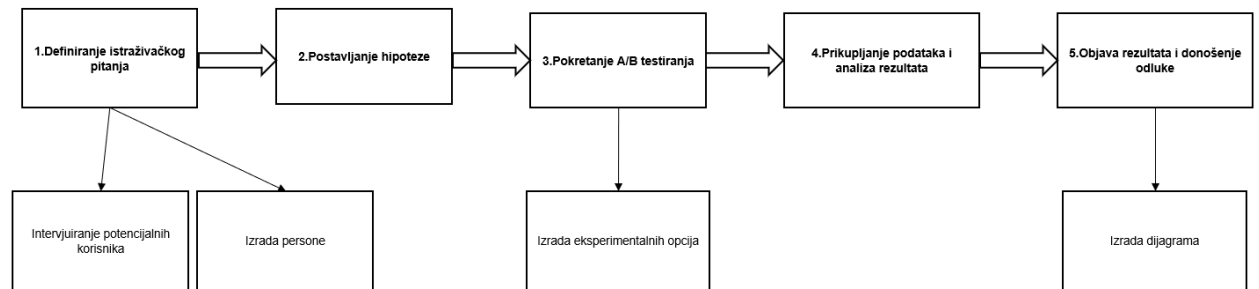 1.Definiranje istraživačkog
pitanja
2.Postavljanje hipoteze
3.Pokretanje A/B testiranja
4.Prikupljanje podataka i
analiza rezultata
5.Objava rezultata i donošenje
odluke
Intervjuiranje potencijalnih
korisnika
Izrada persone
Izrada eksperimentalnih opcija
Izrada dijagrama